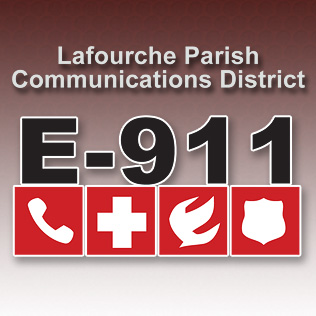 Lafourche Parish
Communications District
E-911